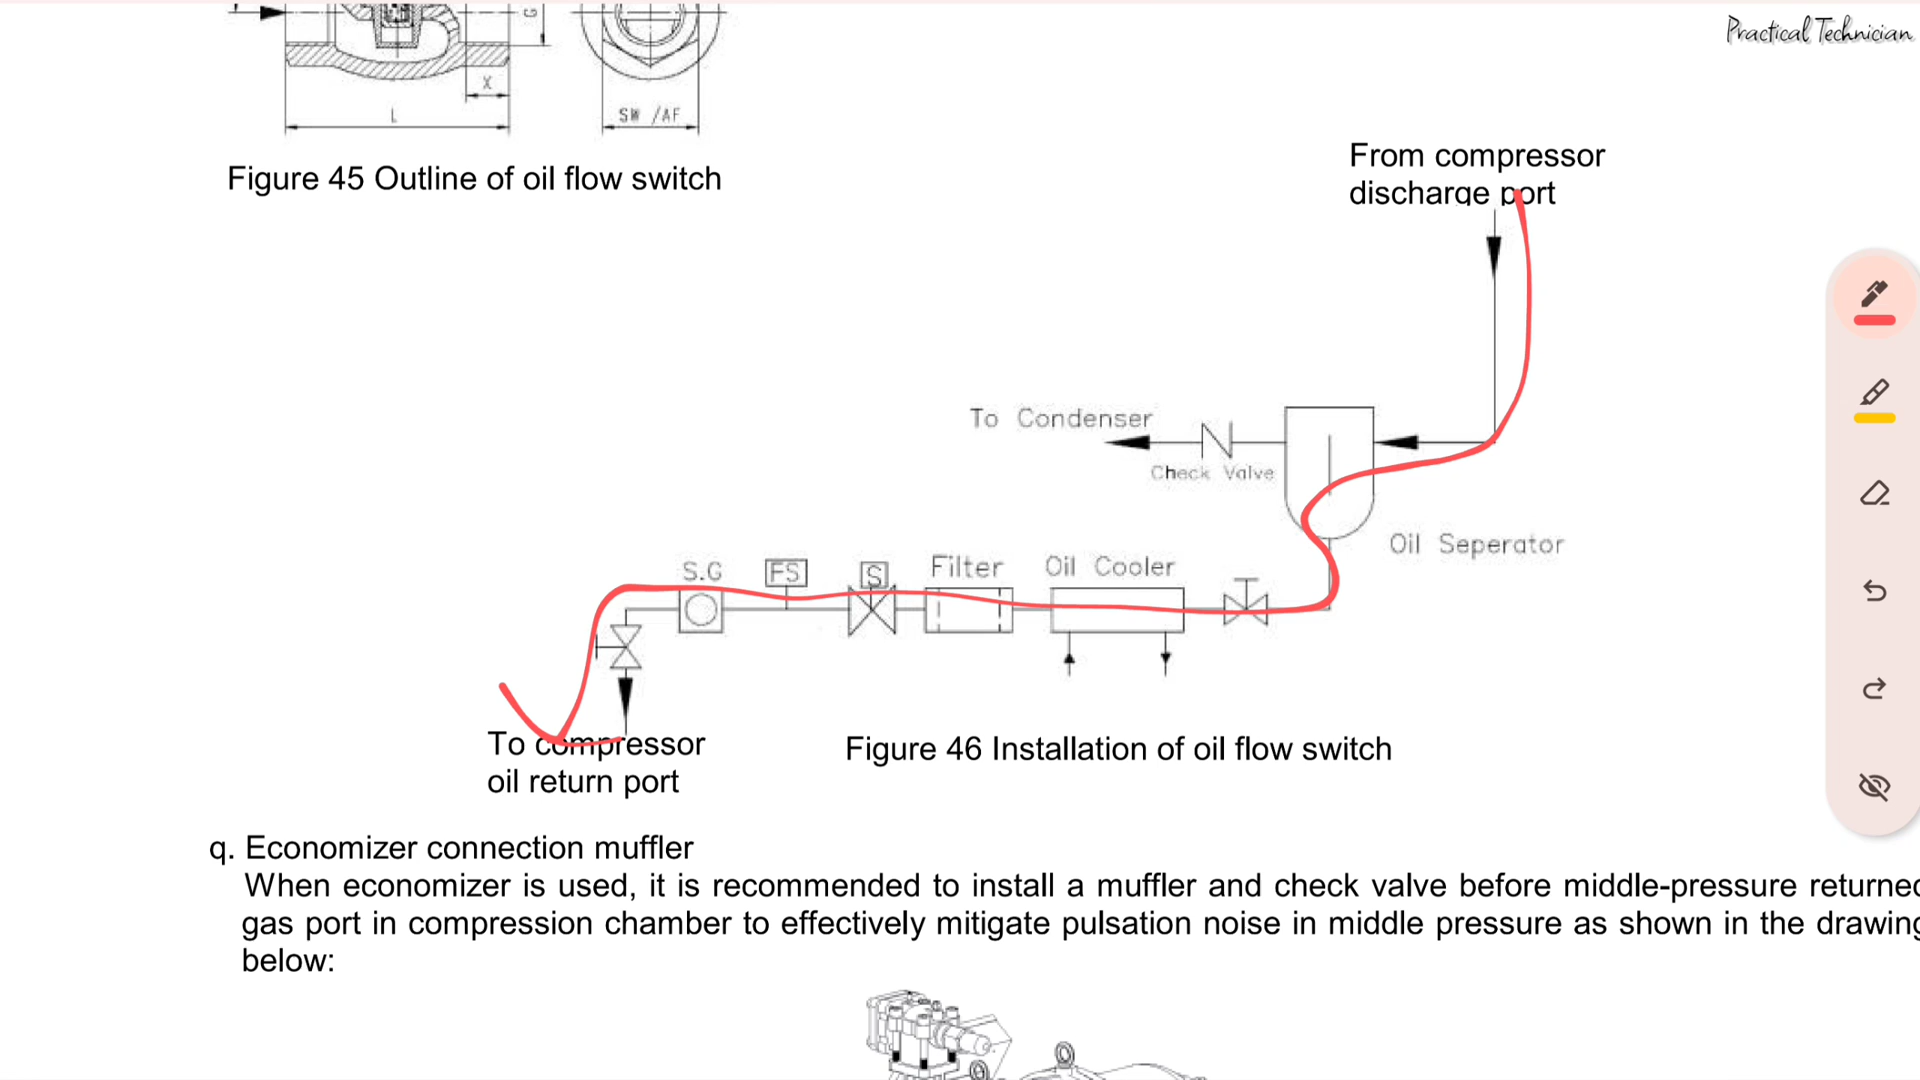 Practical Technician
G
X
L
SW /AF
Figure 45 Outline of oil flow switch
From compressor
discharge port
To Condenser
Check Valve
Oil Seperator
S.G
FS
S
Filter
Oil Cooler
To compressor
oil return port
Figure 46 Installation of oil flow switch
q. Economizer connection muffler
When economizer is used, it is recommended to install a muffler and check valve before middle-pressure returned
gas port in compression chamber to effectively mitigate pulsation noise in middle pressure as shown in the drawing
below: